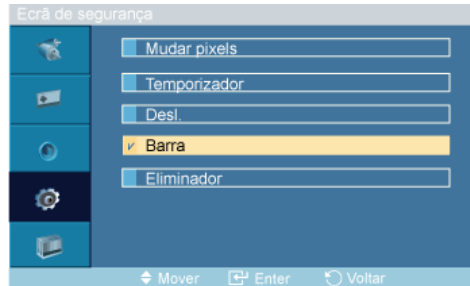 Ecrã de segurança
Mudar pixels
Temporizador
Desl.
Barra
Eliminador
Mover Enter Voltar